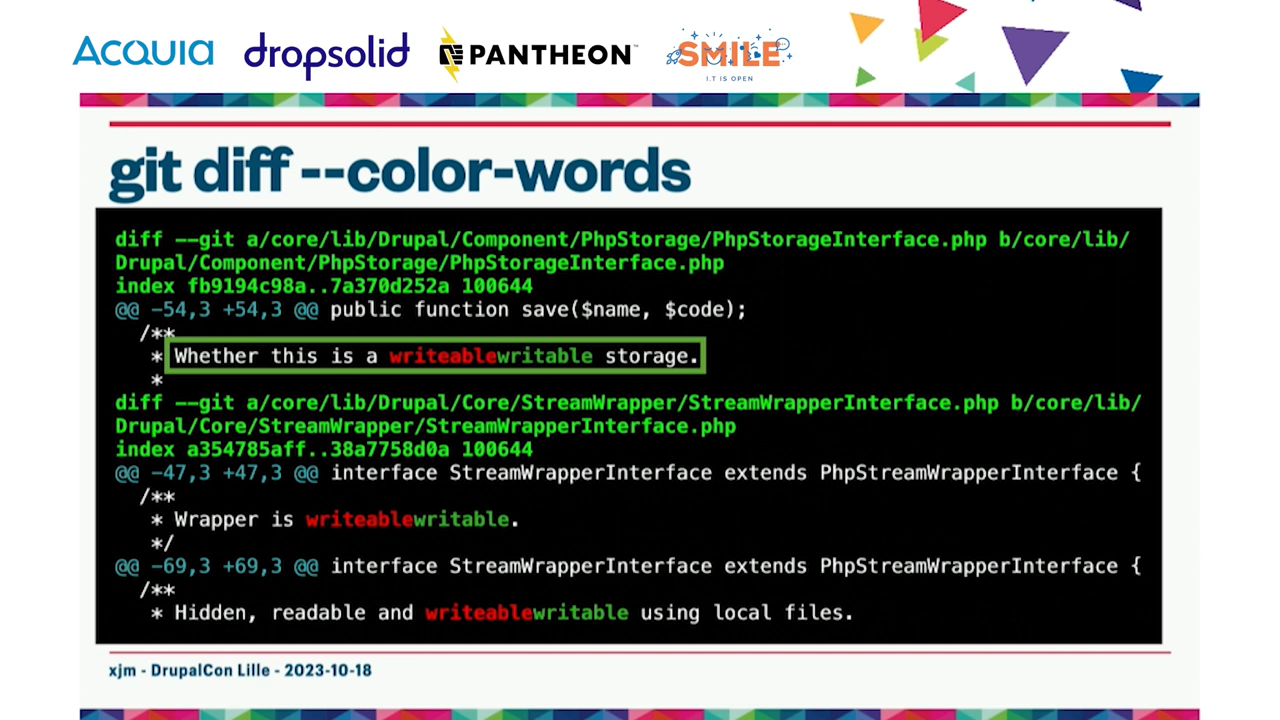 ACQUIA dropsolid PANTHEON SMILE
I.T IS OPEN
git diff --color-words
diff --git a/core/lib/Drupal/Component/PhpStorage/PhpStorageInterface.php b/core/lib/
Drupal/Component/PhpStorage/PhpStorageInterface.php
index fb9194c98a..7a370d252a 100644
@@ -54,3 +54,3 @@ public function save($name, $code);
/**
* Whether this is a writeablewritable storage.
*
diff --git a/core/lib/Drupal/Core/StreamWrapper/StreamWrapperInterface.php b/core/lib/
Drupal/Core/StreamWrapper/StreamWrapperInterface.php
index a354785aff..38a7758d0a 100644
@@ -47,3 +47,3 @@ interface StreamWrapperInterface extends PhpStreamWrapperInterface {
/**
* Wrapper is writeablewritable.
*/
@@ -69,3 +69,3 @@ interface StreamWrapperInterface extends PhpStreamWrapperInterface {
/**
* Hidden, readable and writeablewritable using local files.
xjm - DrupalCon Lille - 2023-10-18